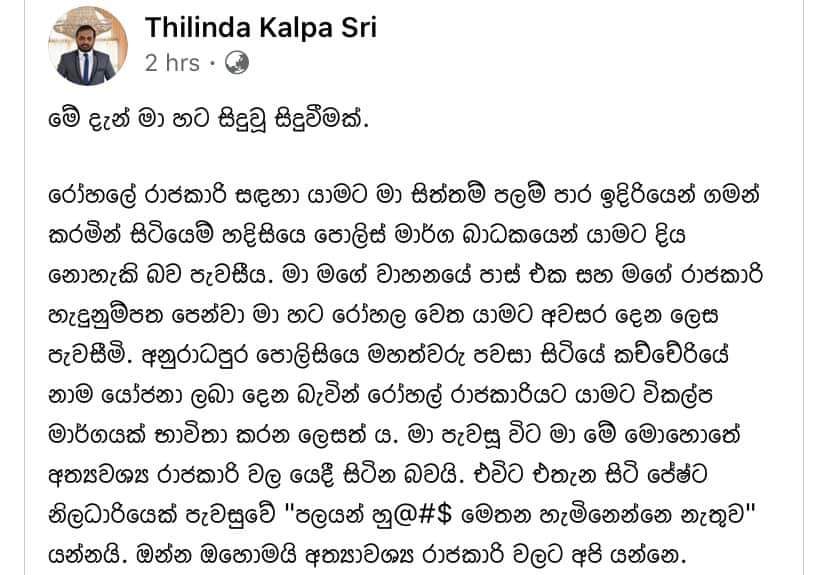 Thilinda Kalpa Sri
2 hrs ·
මේ දැන් මා හට සිදුවූ සිදුවීමක්.
රෝහලේ රාජකාරි සඳහා යාමට මා සිත්තම් පලම් පාර ඉදිරියෙන් ගමන්
කරමින් සිටියෙම් හදිසියෙ පොලිස් මාර්ග බාධකයෙන් යාමට දිය
නොහැකි බව පැවසීය. මා මගේ වාහනයේ පාස් එක සහ මගේ රාජකාරි
හැදුනුම්පත පෙන්වා මා හට රෝහල වෙත යාමට අවසර දෙන ලෙස
පැවසීමි. අනුරාධපුර පොලිසියෙ මහත්වරු පවසා සිටියේ කච්චේරියේ
නාම යෝජනා ලබා දෙන බැවින් රෝහල් රාජකාරියට යාමට විකල්ප
මාර්ගයක් භාවිතා කරන ලෙසත් ය. මා පැවසූ විට මා මේ මොහොතේ
අත්‍යවශ්‍ය රාජකාරි වල යෙදී සිටින බවයි. එවිට එතැන සිටි ජේෂ්ට
නිලධාරියෙක් පැවසුවේ "පලයන් හු@#$ මෙතන හැමිනෙන්නෙ නැතුව"
යන්නයි. ඔන්න ඔහොමයි අත්‍යාවශ්‍ය රාජකාරි වලට අපි යන්නෙ.